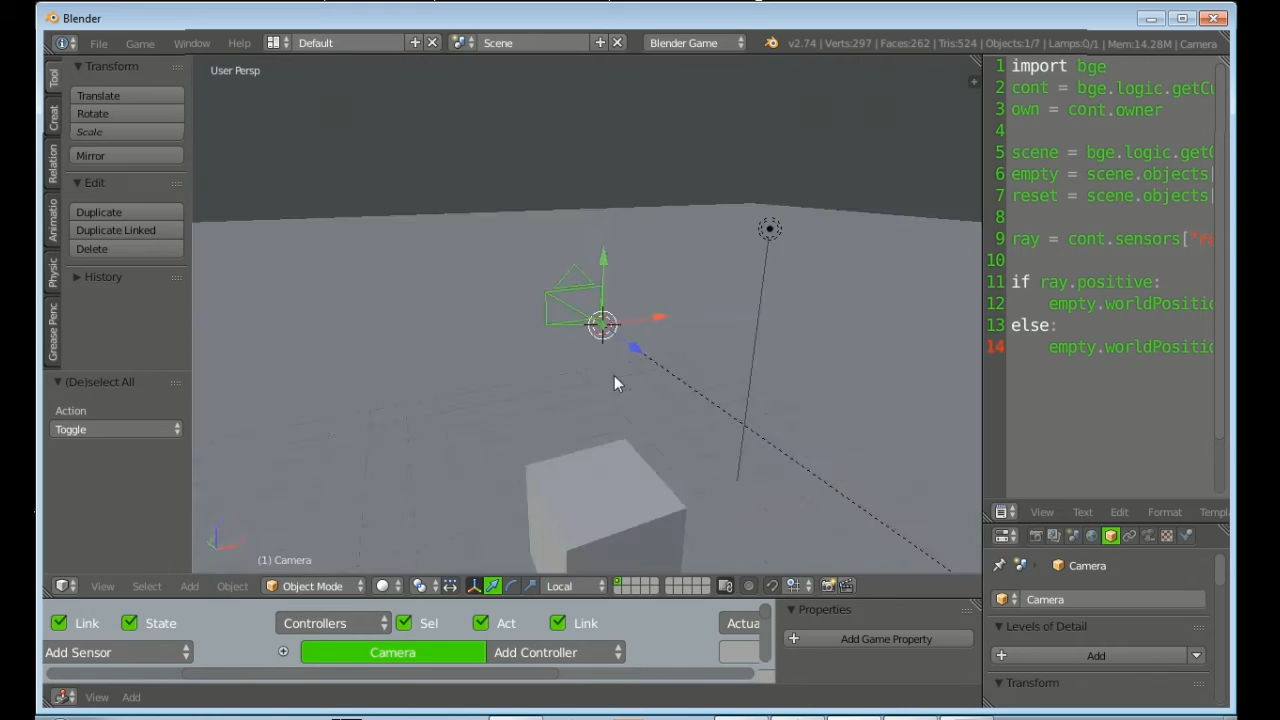 Blender
File Game Window Help Default Scene Blender Game v2.74 | Verts:297 | Faces:262 | Tris:524 | Objects:1/7 | Lamps:0/1 | Mem:14.28M | Camera
Tool
Creat
Relation
Animatio
Physic
Grease Penc
Transform
Translate
Rotate
Scale
Mirror
Edit
Duplicate
Duplicate Linked
Delete
History
(De)select All
Action
Toggle
User Persp
(1) Camera
1 import bge
2 cont = bge.logic.getCu
3 own = cont.owner
4
5 scene = bge.logic.getC
6 empty = scene.objects[
7 reset = scene.objects[
8
9 ray = cont.sensors["ra
10
11 if ray.positive:
12 empty.worldPositio
13 else:
14 empty.worldPositio
View Text Edit Format Templ
View Select Add Object Object Mode Local
Link State Controllers Sel Act Link Actua
Add Sensor Camera Add Controller
View Add
Properties
Add Game Property
Camera
Camera
Levels of Detail
Add
Transform